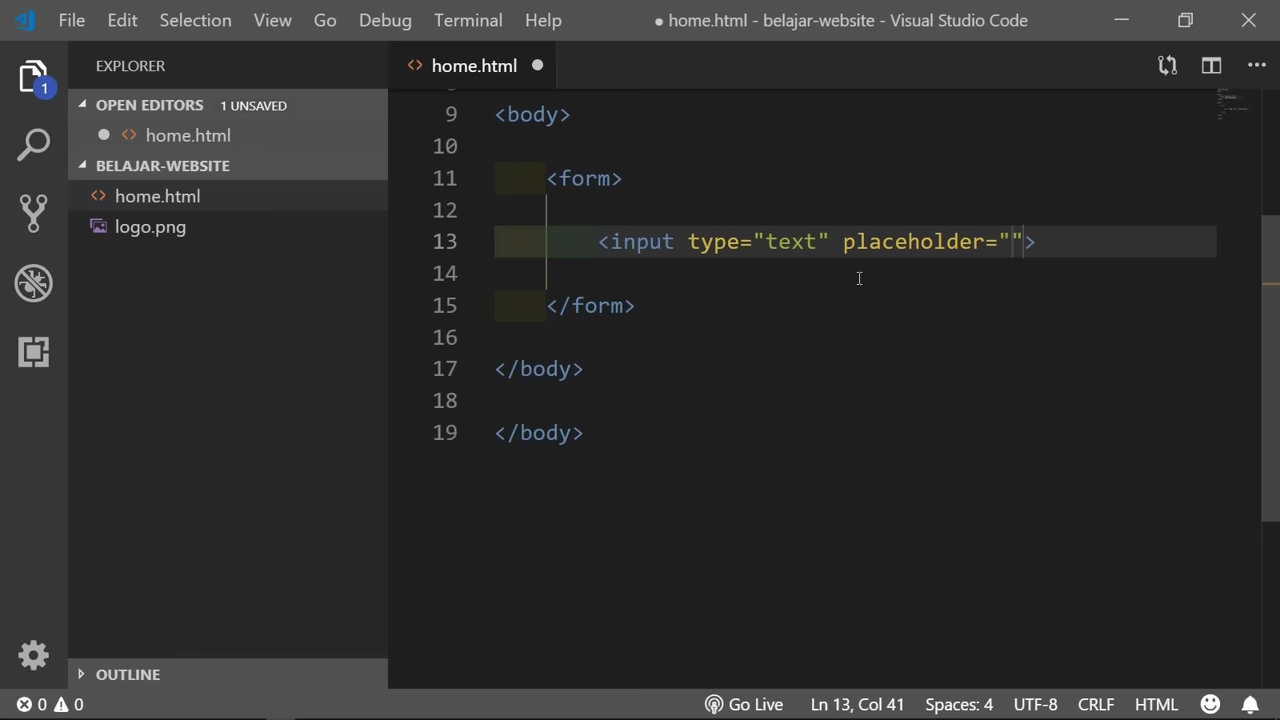 File Edit Selection View Go Debug Terminal Help ● home.html - belajar-website - Visual Studio Code
EXPLORER
OPEN EDITORS 1 UNSAVED
home.html
BELAJAR-WEBSITE
home.html
logo.png
OUTLINE
1
home.html
9 <body>
10
11 <form>
12
13 <input type="text" placeholder="">
14
15 </form>
16
17 </body>
18
19 </body>
0 0 Go Live Ln 13, Col 41 Spaces: 4 UTF-8 CRLF HTML